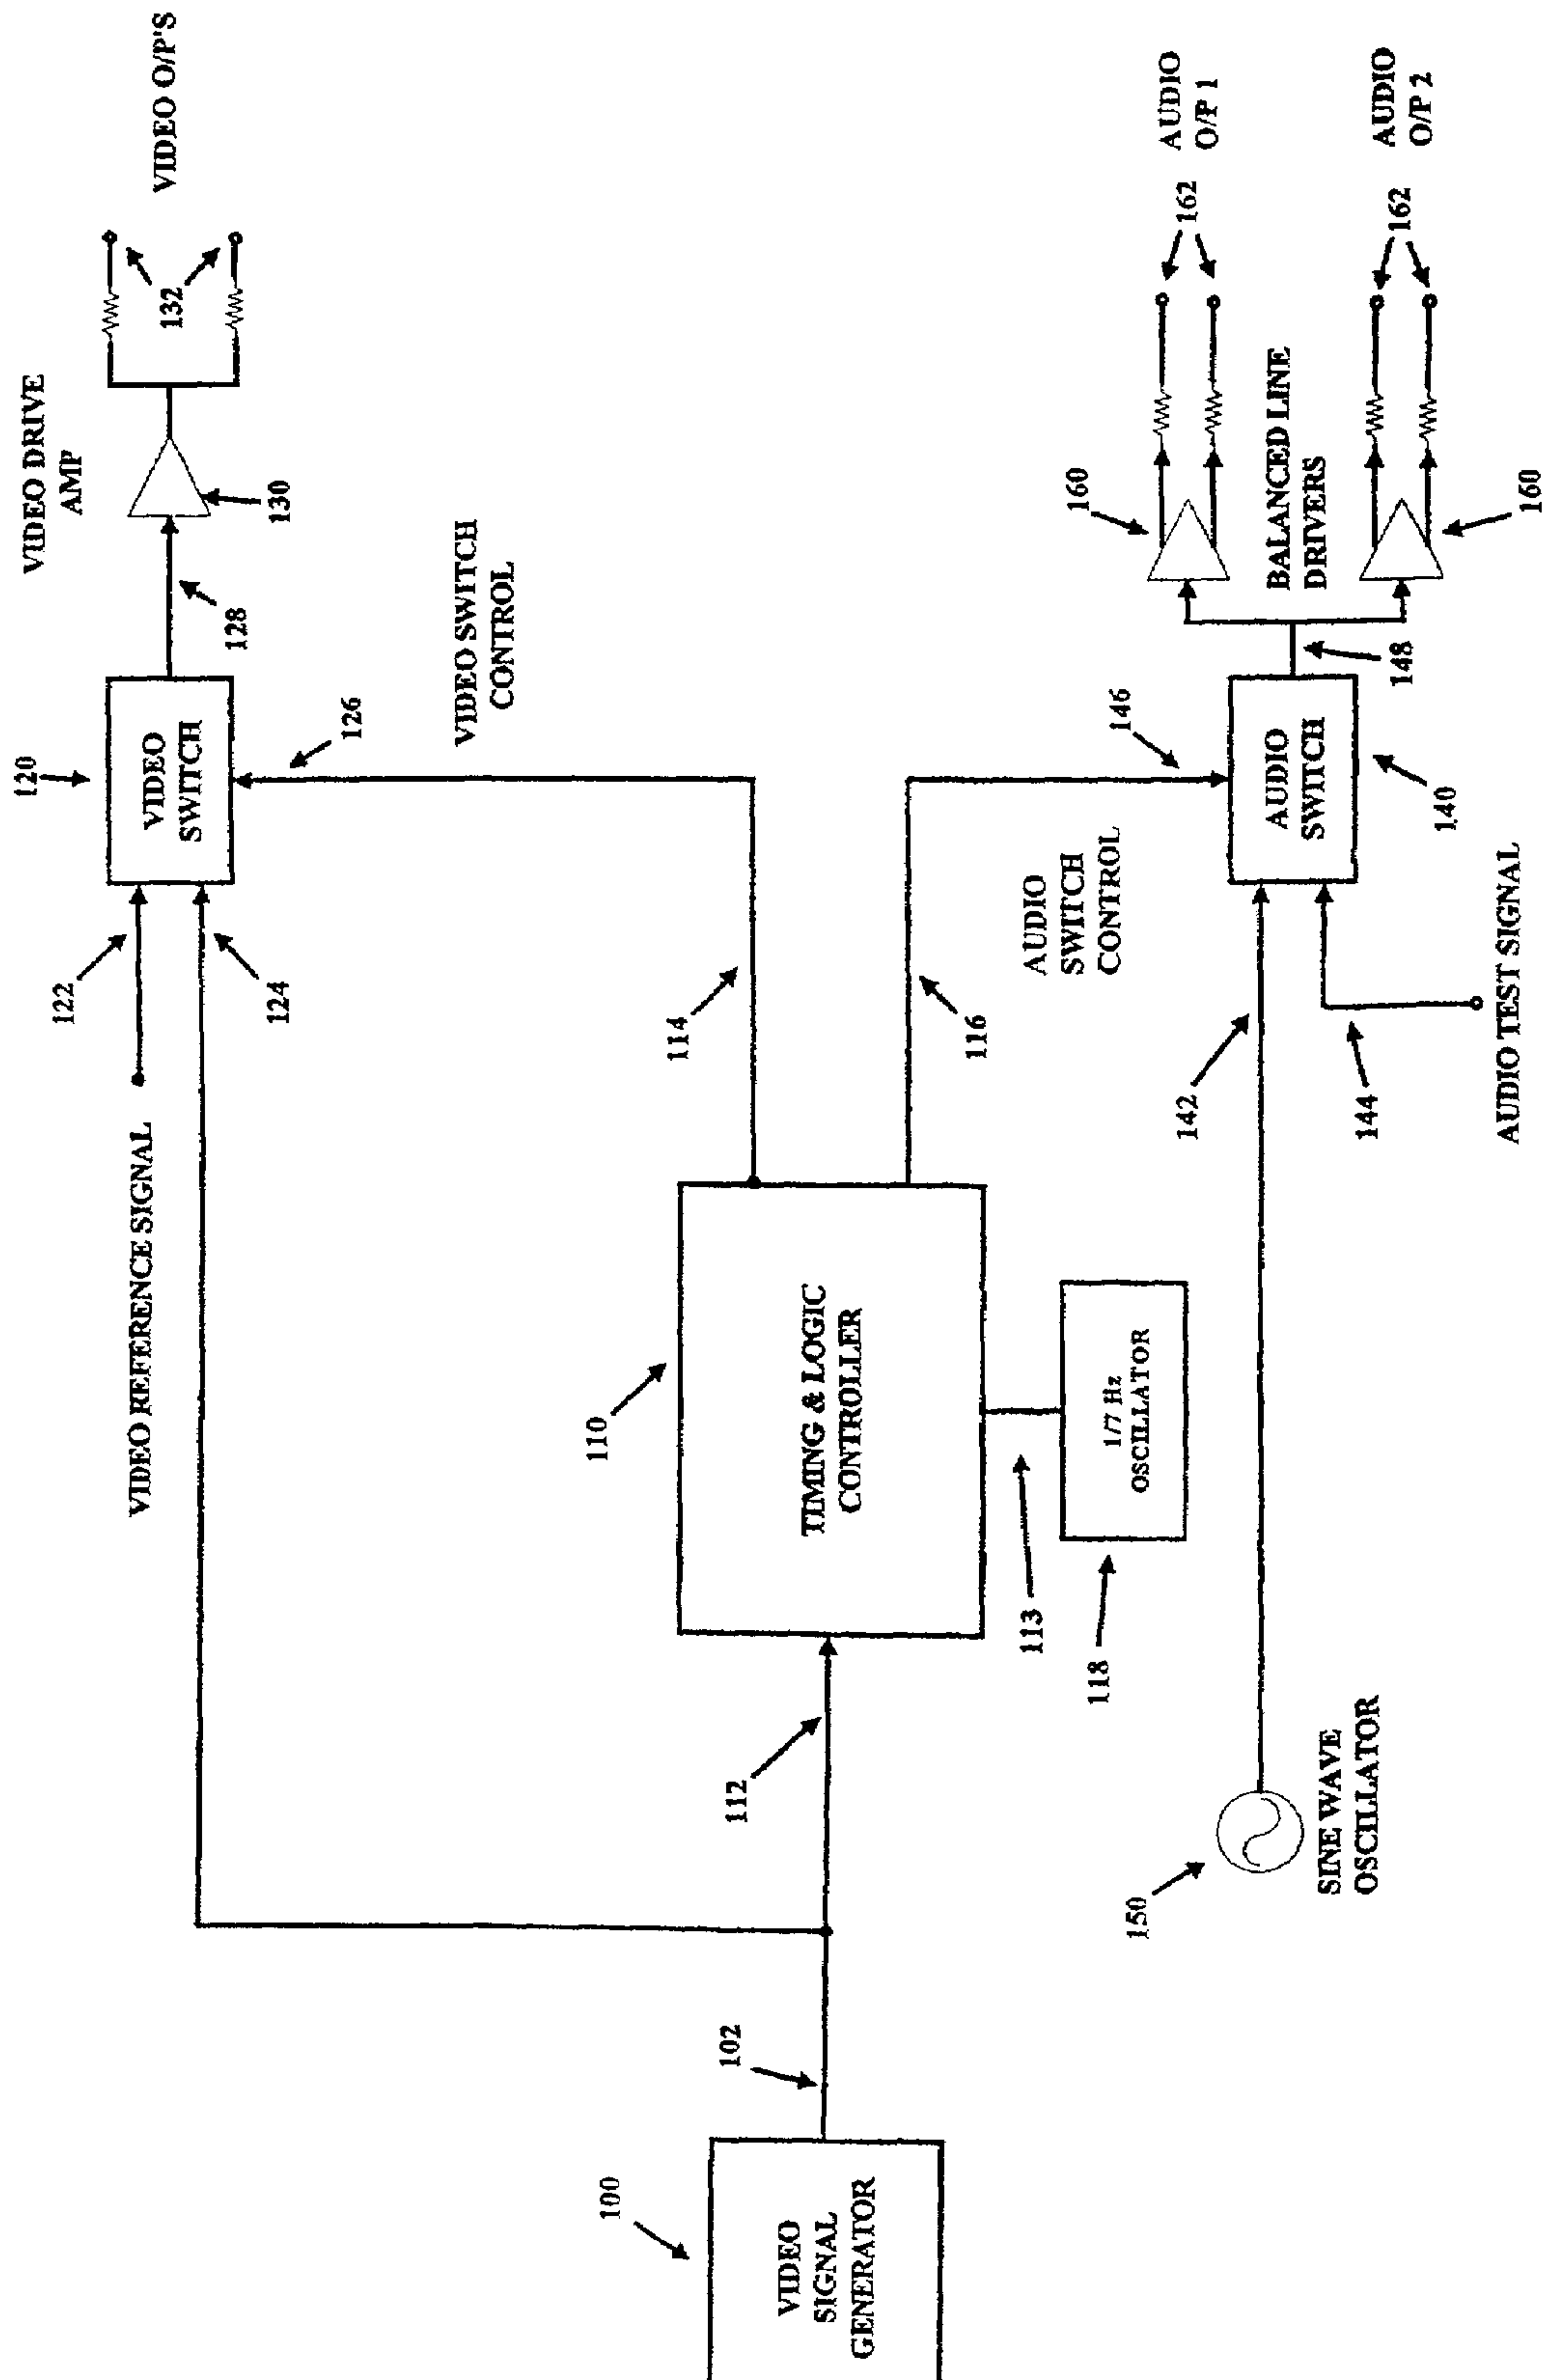 100
VIDEO
SIGNAL
GENERATOR
102
112
110
TIMING & LOGIC
CONTROLLER
113
118
1/7 Hz
OSCILLATOR
114
116
VIDEO REFERENCE SIGNAL
122
124
120
VIDEO
SWITCH
126
VIDEO SWITCH
CONTROL
128
VIDEO DRIVE
AMP
130
132
VIDEO O/P'S
150
SINE WAVE
OSCILLATOR
142
144
AUDIO TEST SIGNAL
AUDIO
SWITCH
CONTROL
146
AUDIO
SWITCH
140
148
160
BALANCED LINE
DRIVERS
160
162
AUDIO
O/P 1
162
AUDIO
O/P 2